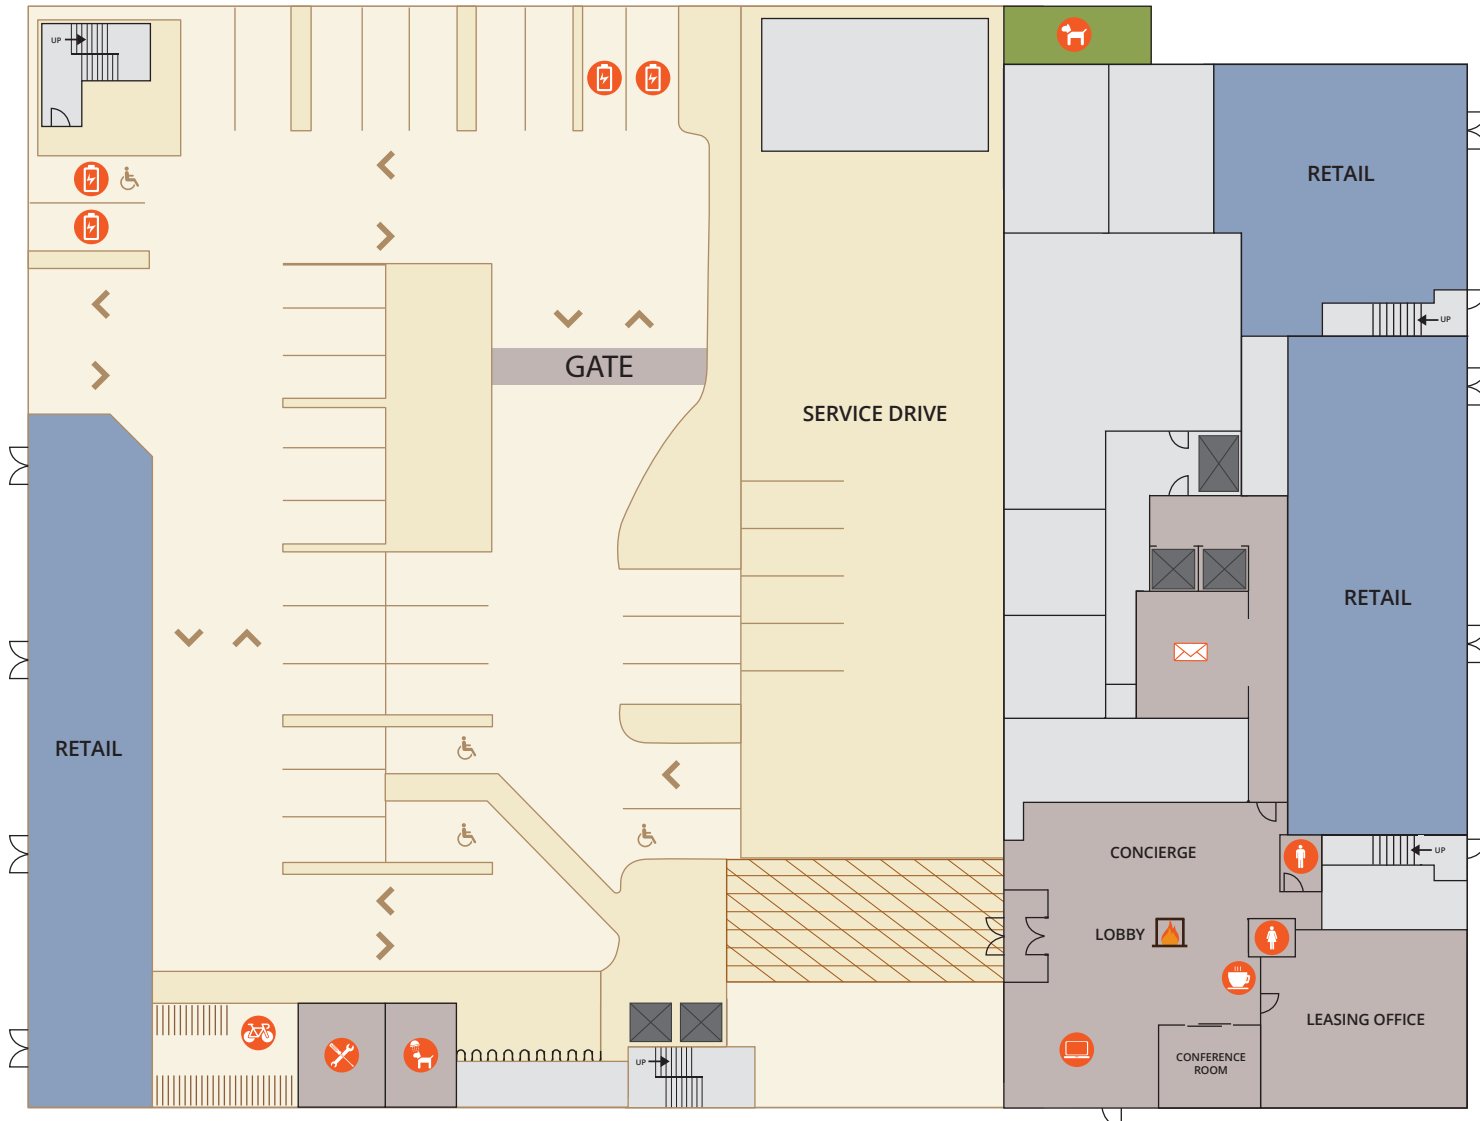 UP
RETAIL
UP
GATE
SERVICE DRIVE
RETAIL
RETAIL
CONCIERGE
UP
LOBBY
LEASING OFFICE
CONFERENCE
ROOM
UP